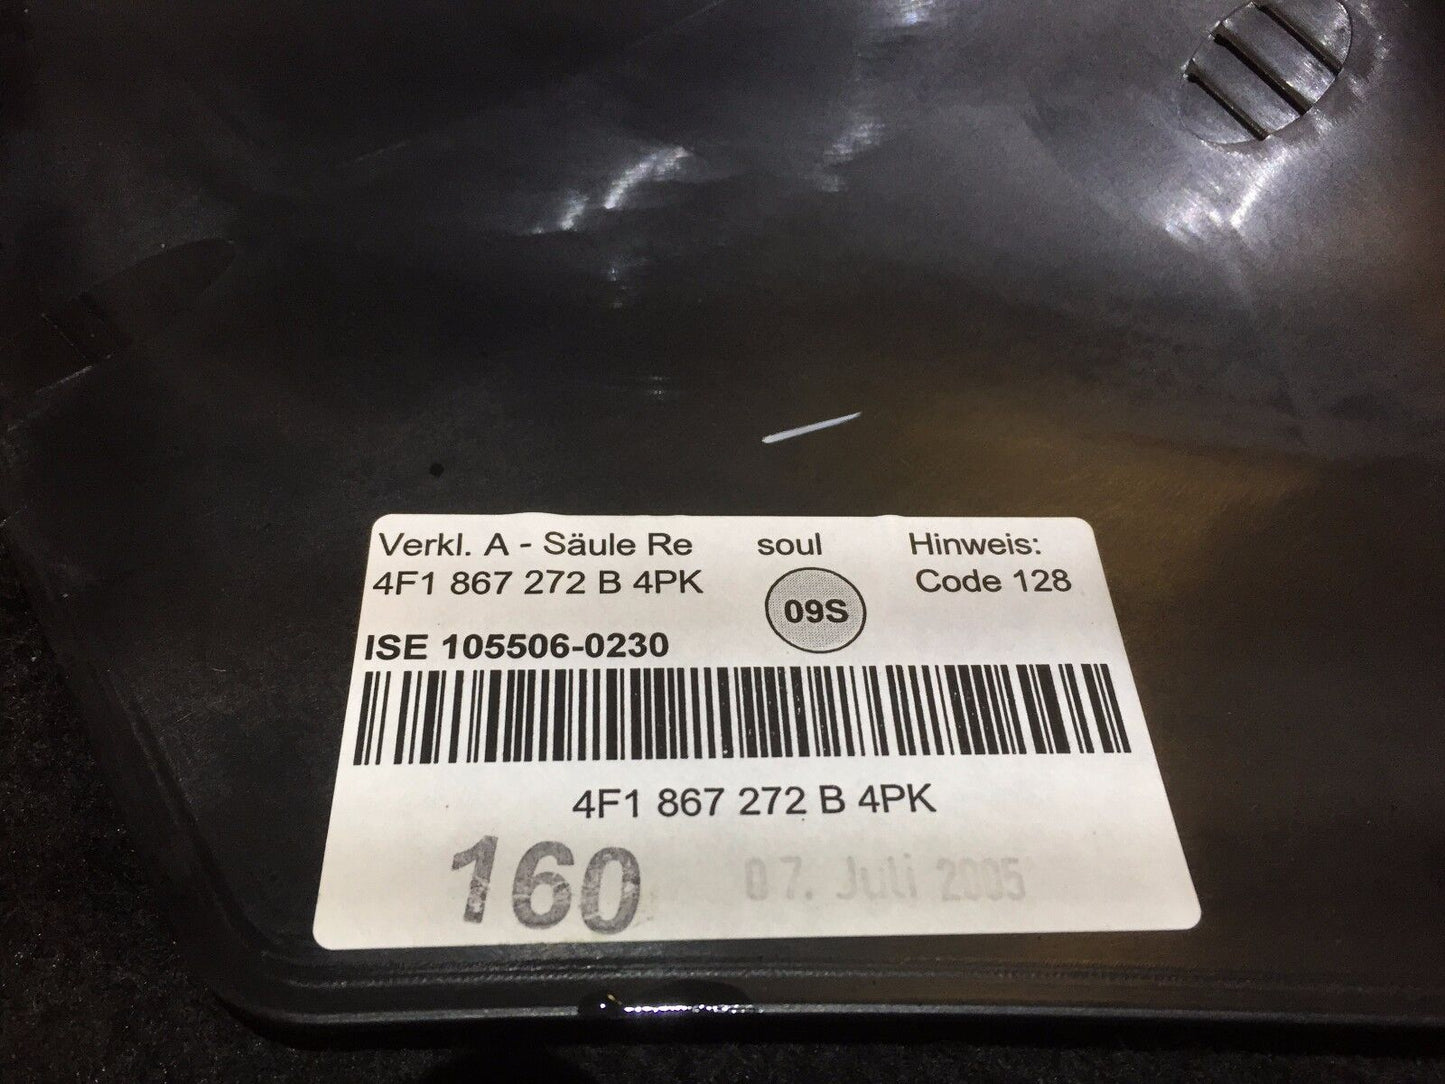 Verkl. A - Säule Re soul Hinweis:
4F1 867 272 B 4PK 09S Code 128
ISE 105506-0230
4F1 867 272 B 4PK
160 07. Juli 2005